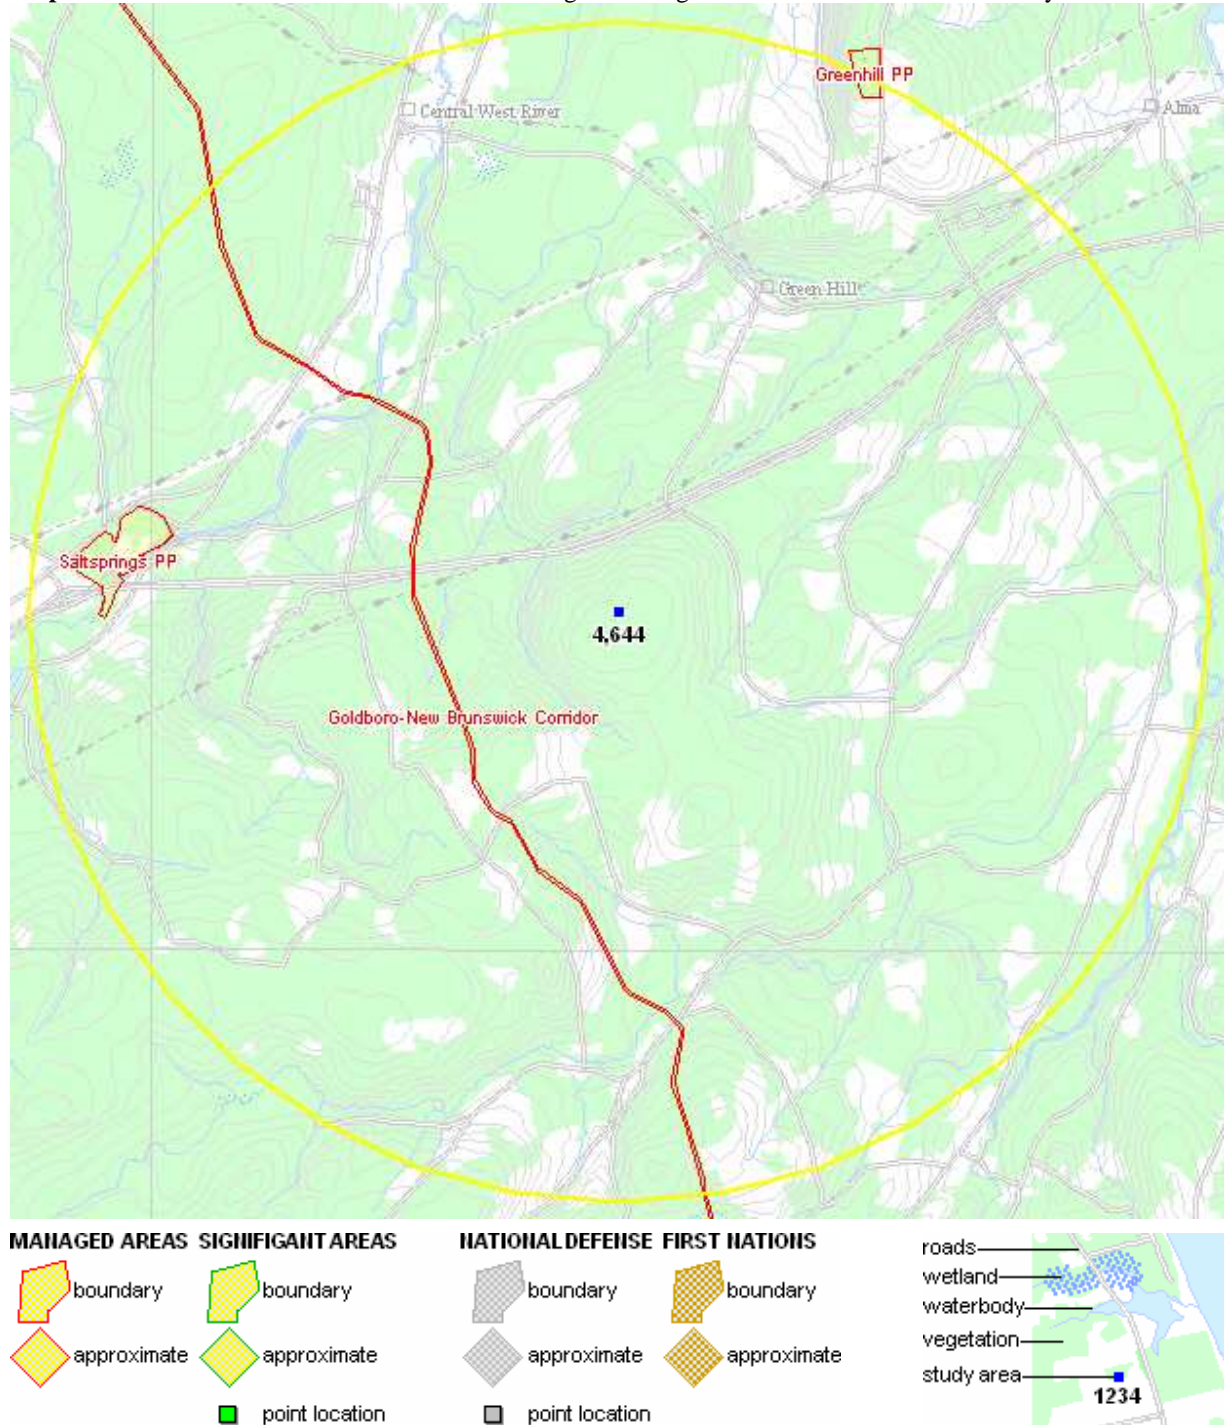 Greenhill PP
Central West River
Alma
Green Hill
Saltsprings PP
4,644
Goldboro-New Brunswick Corridor
MANAGED AREAS SIGNIFIGANT AREAS NATIONAL DEFENSE FIRST NATIONS
boundary boundary boundary boundary
approximate approximate approximate approximate
point location point location
roads
wetland
waterbody
vegetation
study area
1234